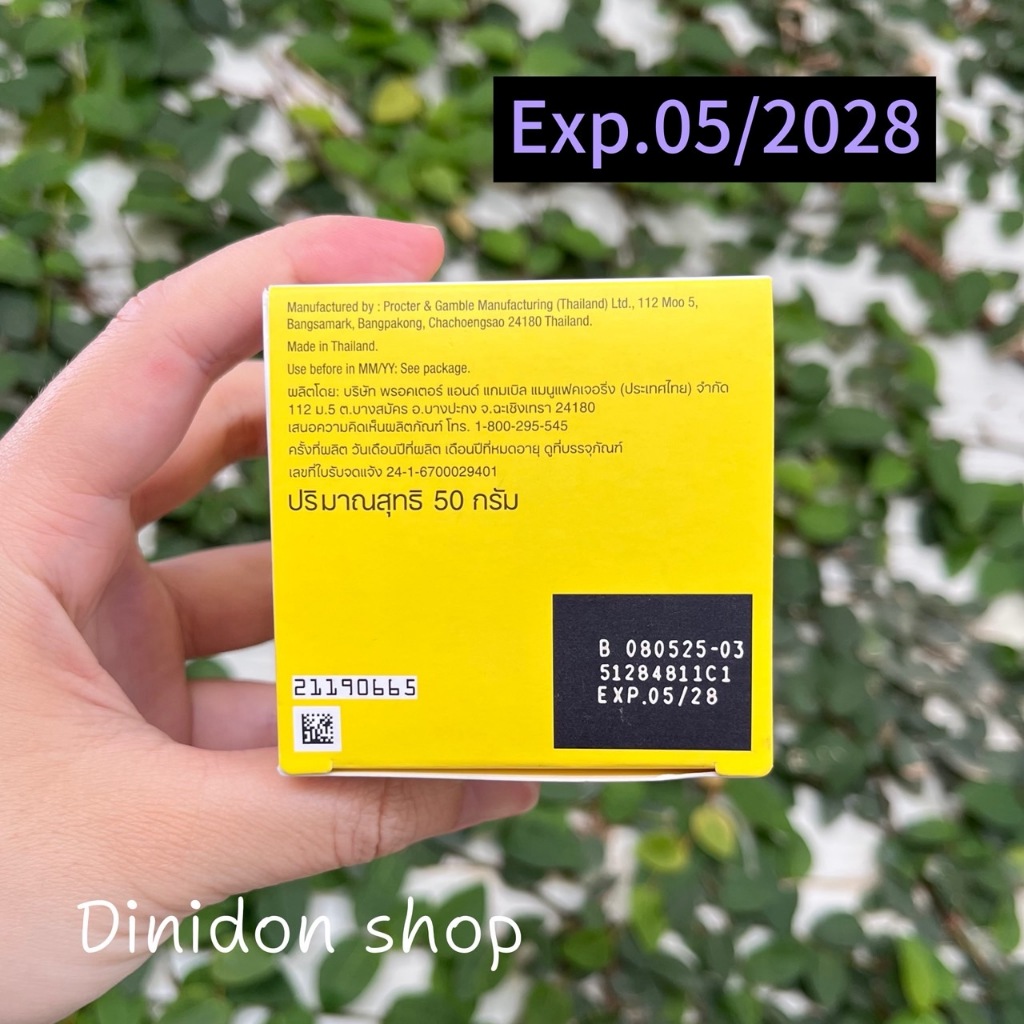 Exp.05/2028
Manufactured by : Procter & Gamble Manufacturing (Thailand) Ltd., 112 Moo 5,
Bangsamark, Bangpakong, Chachoengsao 24180 Thailand.
Made in Thailand.
Use before in MM/YY: See package.
ผลิตโดย: บริษัท พรอคเตอร์ แอนด์ แกมเบิล แมนูแฟคเจอริ่ง (ประเทศไทย) จำกัด
112 ม.5 ต.บางสมัคร อ.บางปะกง จ.ฉะเชิงเทรา 24180
เสนอความคิดเห็นผลิตภัณฑ์ โทร. 1-800-295-545
ครั้งที่ผลิต วันเดือนปีที่ผลิต เดือนปีที่หมดอายุ ดูที่บรรจุภัณฑ์
เลขที่ใบรับจดแจ้ง 24-1-6700029401
ปริมาณสุทธิ 50 กรัม
B 080525-03
51284811C1
EXP.05/28
21190665
Dinidon shop